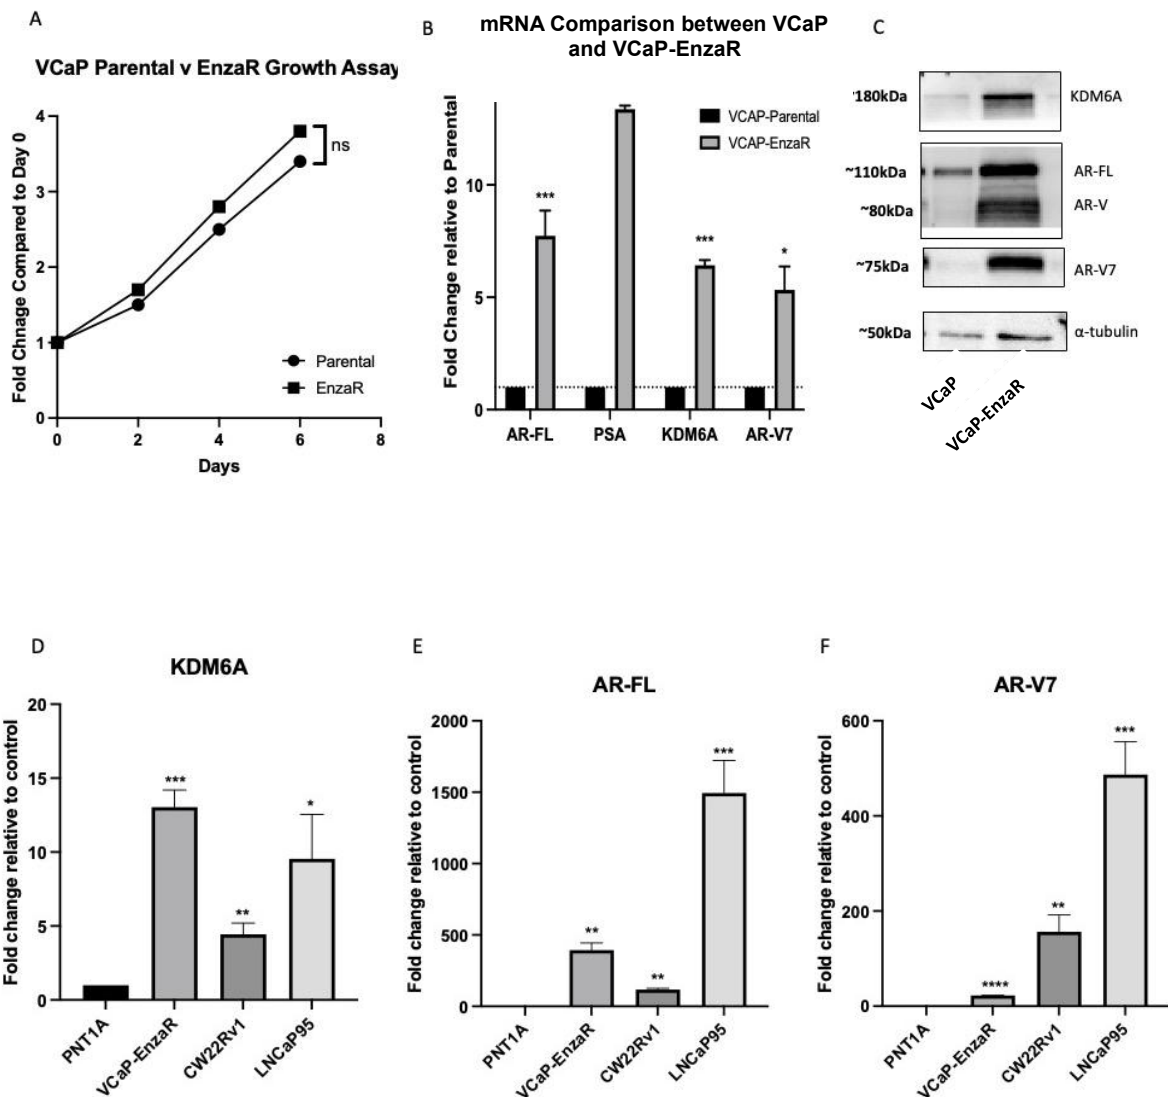 A
VCaP Parental v EnzaR Growth Assay
Fold Chnage Compared to Day 0
4
3
2
1
0
0 2 4 6 8
Days
ns
Parental
EnzaR
B
mRNA Comparison between VCaP
and VCaP-EnzaR
Fold Change relative to Parental
10
5
0
VCAP-Parental
VCAP-EnzaR
***
***
*
AR-FL PSA KDM6A AR-V7
C
180kDa KDM6A
~110kDa AR-FL
~80kDa AR-V
~75kDa AR-V7
~50kDa α-tubulin
VCaP
VCaP-EnzaR
D
KDM6A
Fold change relative to control
20
15
10
5
0
***
**
*
PNT1A
VCaP-EnzaR
CW22Rv1
LNCaP95
E
AR-FL
Fold change relative to control
2000
1500
1000
500
0
**
**
***
PNT1A
VCaP-EnzaR
CW22Rv1
LNCaP95
F
AR-V7
Fold change relative to control
600
400
200
0
****
**
***
PNT1A
VCaP-EnzaR
CW22Rv1
LNCaP95